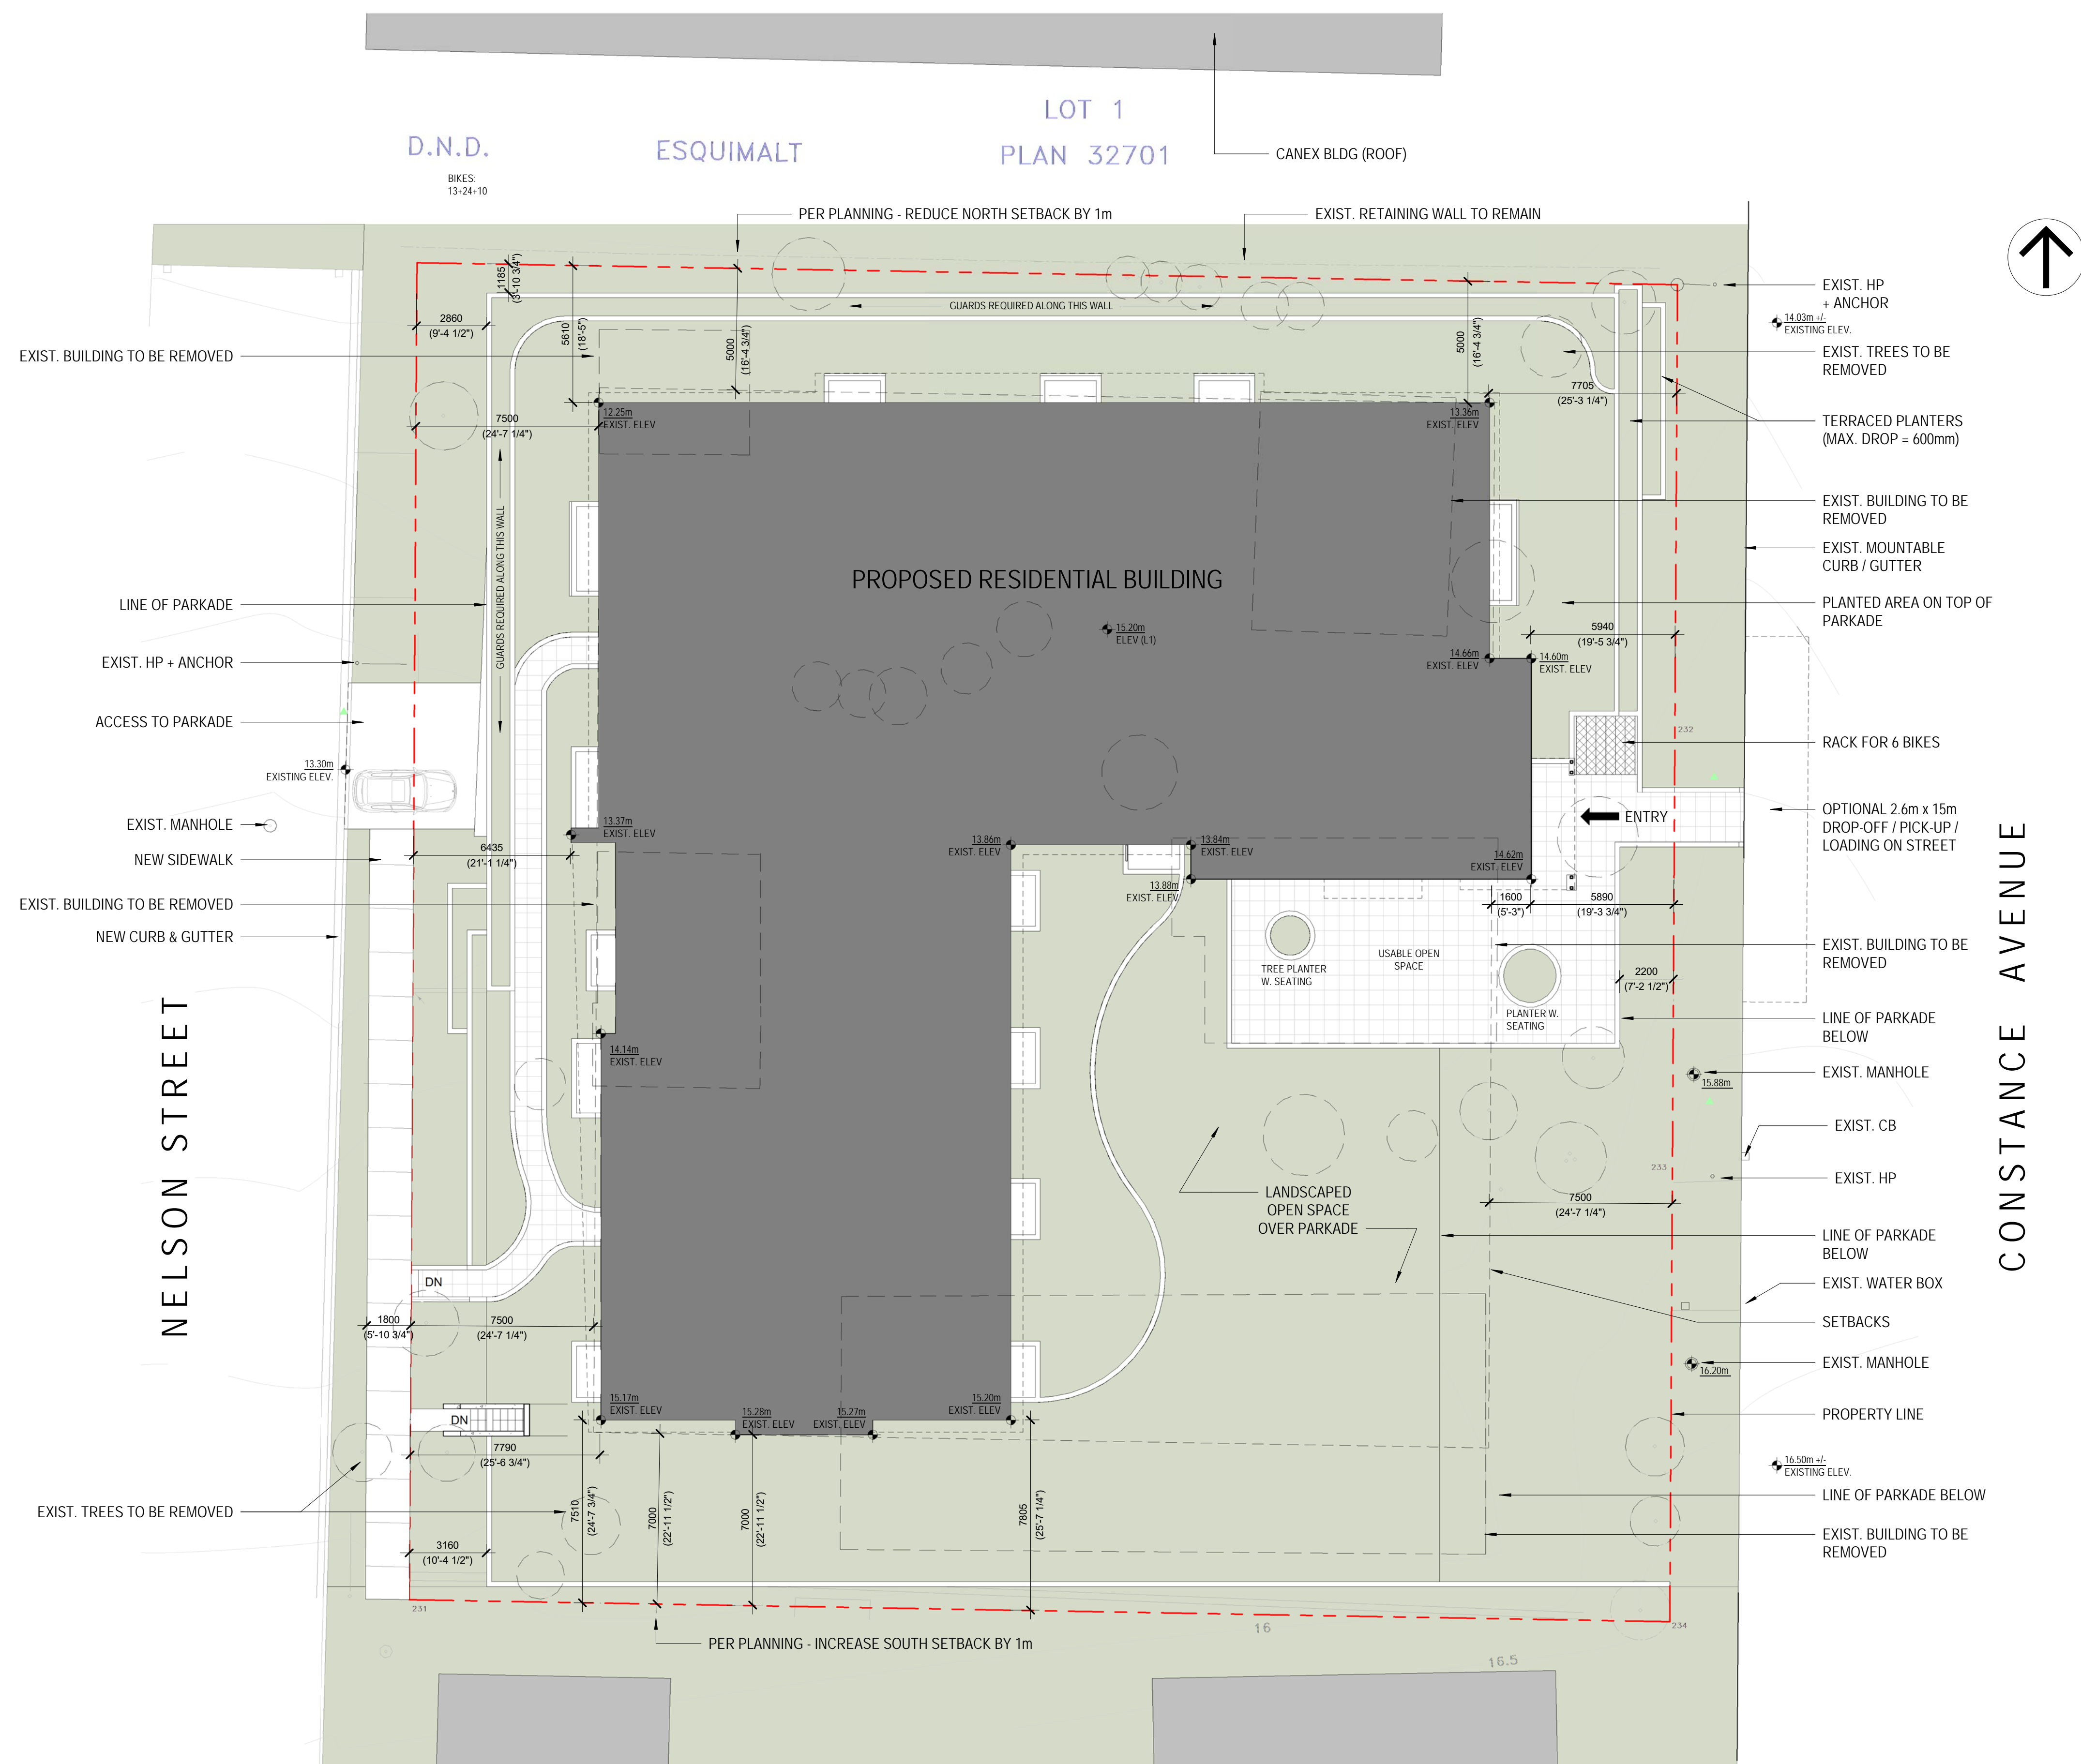 LOT 1
D.N.D.
ESQUIMALT
PLAN 32701
CANEX BLDG (ROOF)
BIKES:
13+24+10
PER PLANNING - REDUCE NORTH SETBACK BY 1m
EXIST. RETAINING WALL TO REMAIN
1185
(3'-10 3/4")
GUARDS REQUIRED ALONG THIS WALL
2860
(9'-4 1/2")
5610
(18'-5")
5000
(16'-4 3/4")
5000
(16'-4 3/4")
7705
(25'-3 1/4")
7500
(24'-7 1/4")
12.25m
EXIST. ELEV
13.36m
EXIST. ELEV
EXIST. BUILDING TO BE REMOVED
LINE OF PARKADE
EXIST. HP + ANCHOR
ACCESS TO PARKADE
13.30m
EXISTING ELEV.
EXIST. MANHOLE
NEW SIDEWALK
EXIST. BUILDING TO BE REMOVED
NEW CURB & GUTTER
NELSON STREET
EXIST. TREES TO BE REMOVED
GUARDS REQUIRED ALONG THIS WALL
PROPOSED RESIDENTIAL BUILDING
15.20m
ELEV (L1)
14.66m
EXIST. ELEV
14.60m
EXIST. ELEV
5940
(19'-5 3/4")
13.37m
EXIST. ELEV
6435
(21'-1 1/4")
13.86m
EXIST. ELEV
13.84m
EXIST. ELEV
14.62m
EXIST. ELEV
13.88m
EXIST. ELEV
ENTRY
1600
(5'-3")
5890
(19'-3 3/4")
TREE PLANTER
W. SEATING
USABLE OPEN
SPACE
PLANTER W.
SEATING
2200
(7'-2 1/2")
14.14m
EXIST. ELEV
LANDSCAPED
OPEN SPACE
OVER PARKADE
7500
(24'-7 1/4")
DN
1800
(5'-10 3/4")
7500
(24'-7 1/4")
DN
15.17m
EXIST. ELEV
15.28m
EXIST. ELEV
15.27m
EXIST. ELEV
15.20m
EXIST. ELEV
7790
(25'-6 3/4")
7510
(24'-7 3/4")
7000
(22'-11 1/2")
7000
(22'-11 1/2")
7805
(25'-7 1/4")
3160
(10'-4 1/2")
231
232
233
234
PER PLANNING - INCREASE SOUTH SETBACK BY 1m
16
16.5
EXIST. HP
+ ANCHOR
14.03m +/-
EXISTING ELEV.
EXIST. TREES TO BE
REMOVED
TERRACED PLANTERS
(MAX. DROP = 600mm)
EXIST. BUILDING TO BE
REMOVED
EXIST. MOUNTABLE
CURB / GUTTER
PLANTED AREA ON TOP OF
PARKADE
RACK FOR 6 BIKES
OPTIONAL 2.6m x 15m
DROP-OFF / PICK-UP /
LOADING ON STREET
EXIST. BUILDING TO BE
REMOVED
LINE OF PARKADE
BELOW
EXIST. MANHOLE
15.88m
EXIST. CB
EXIST. HP
LINE OF PARKADE
BELOW
EXIST. WATER BOX
SETBACKS
EXIST. MANHOLE
16.20m
PROPERTY LINE
16.50m +/-
EXISTING ELEV.
LINE OF PARKADE BELOW
EXIST. BUILDING TO BE
REMOVED
CONSTANCE AVENUE